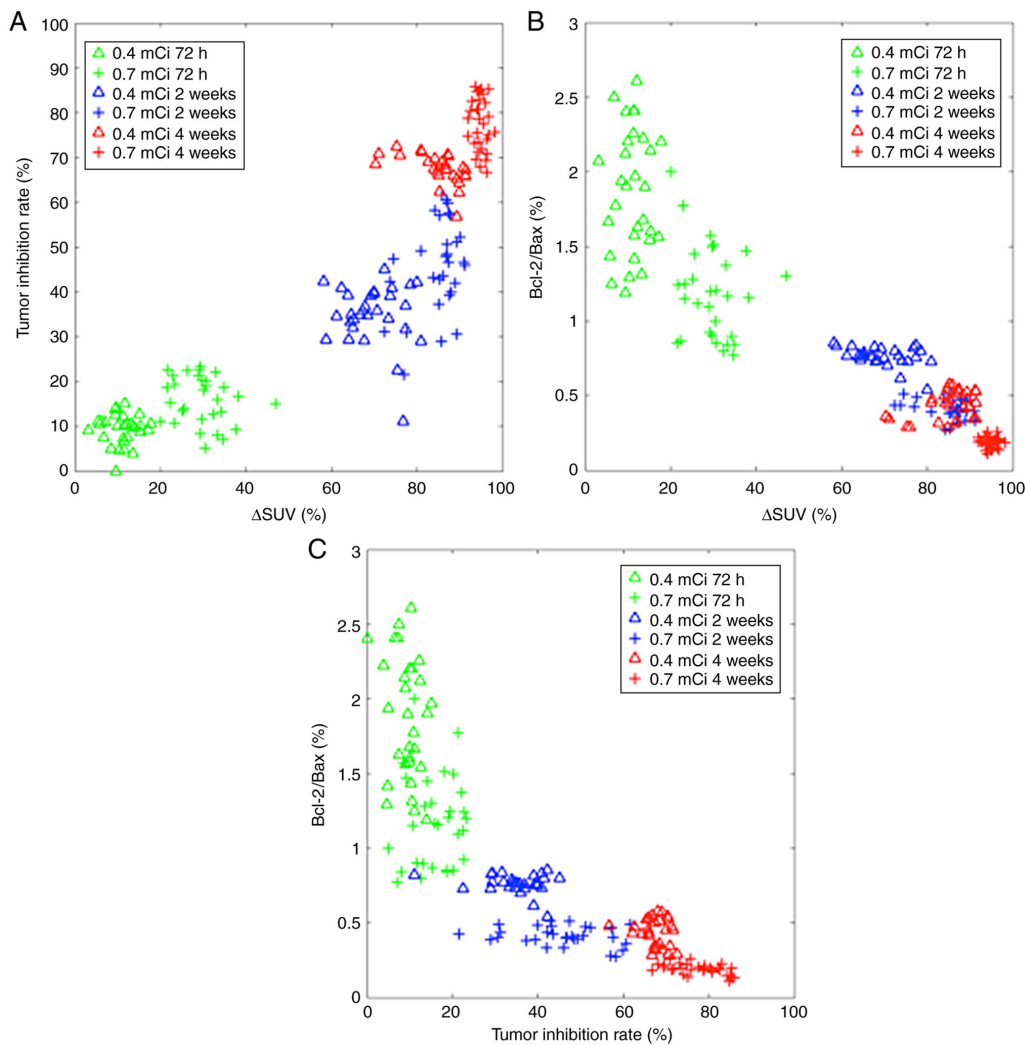 A
100
90
80
70
60
50
40
30
20
10
0
Tumor inhibition rate (%)
0.4 mCi 72 h
0.7 mCi 72 h
0.4 mCi 2 weeks
0.7 mCi 2 weeks
0.4 mCi 4 weeks
0.7 mCi 4 weeks
0 20 40 60 80 100
ΔSUV (%)
B
3
2.5
2
1.5
1
0.5
0
Bcl-2/Bax (%)
0.4 mCi 72 h
0.7 mCi 72 h
0.4 mCi 2 weeks
0.7 mCi 2 weeks
0.4 mCi 4 weeks
0.7 mCi 4 weeks
0 20 40 60 80 100
ΔSUV (%)
C
3
2.5
2
1.5
1
0.5
0
Bcl-2/Bax (%)
0.4 mCi 72 h
0.7 mCi 72 h
0.4 mCi 2 weeks
0.7 mCi 2 weeks
0.4 mCi 4 weeks
0.7 mCi 4 weeks
0 20 40 60 80 100
Tumor inhibition rate (%)